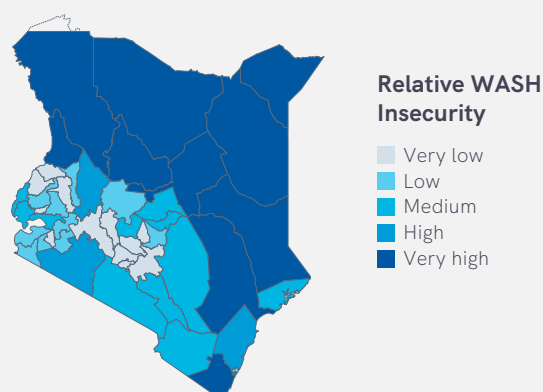 Relative WASH
Insecurity
Very low
Low
Medium
High
Very high